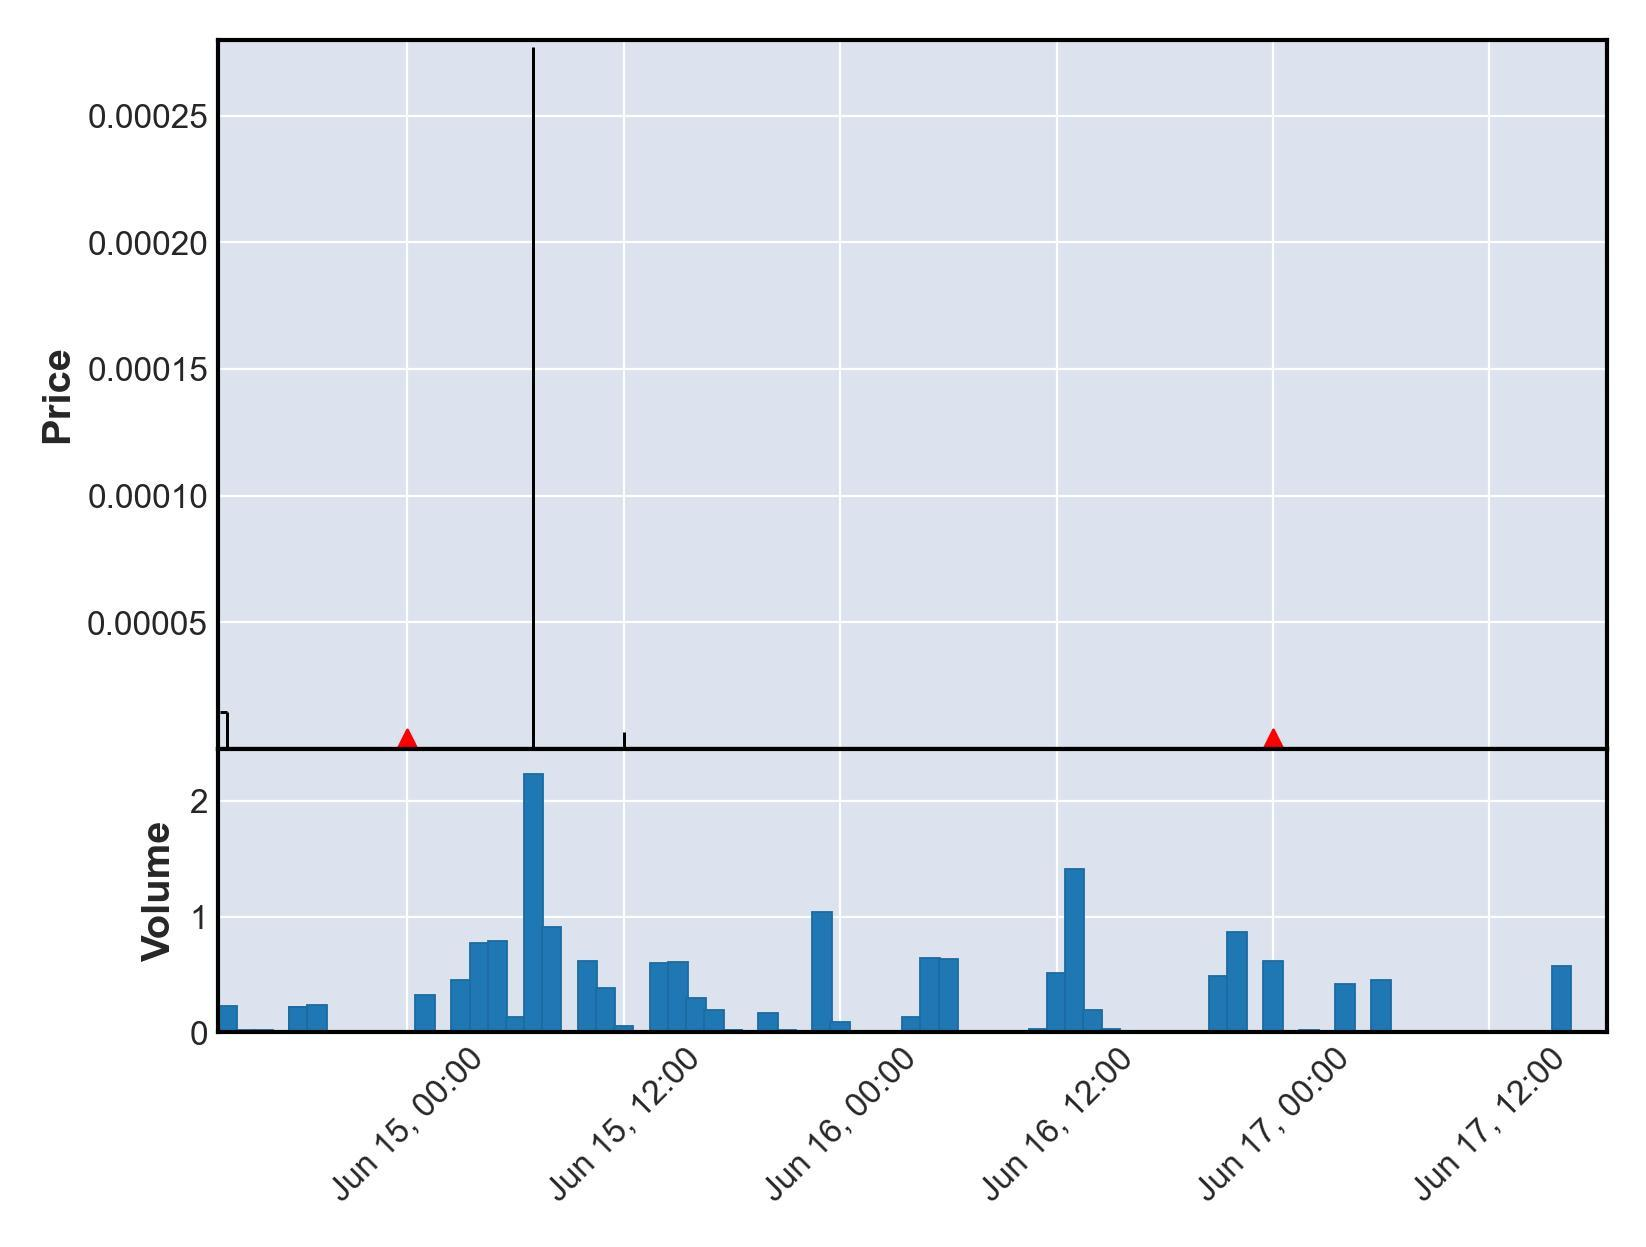 0.00025
0.00020
0.00015
0.00010
0.00005
Price
2
1
0
Volume
Jun 15, 00:00
Jun 15, 12:00
Jun 16, 00:00
Jun 16, 12:00
Jun 17, 00:00
Jun 17, 12:00